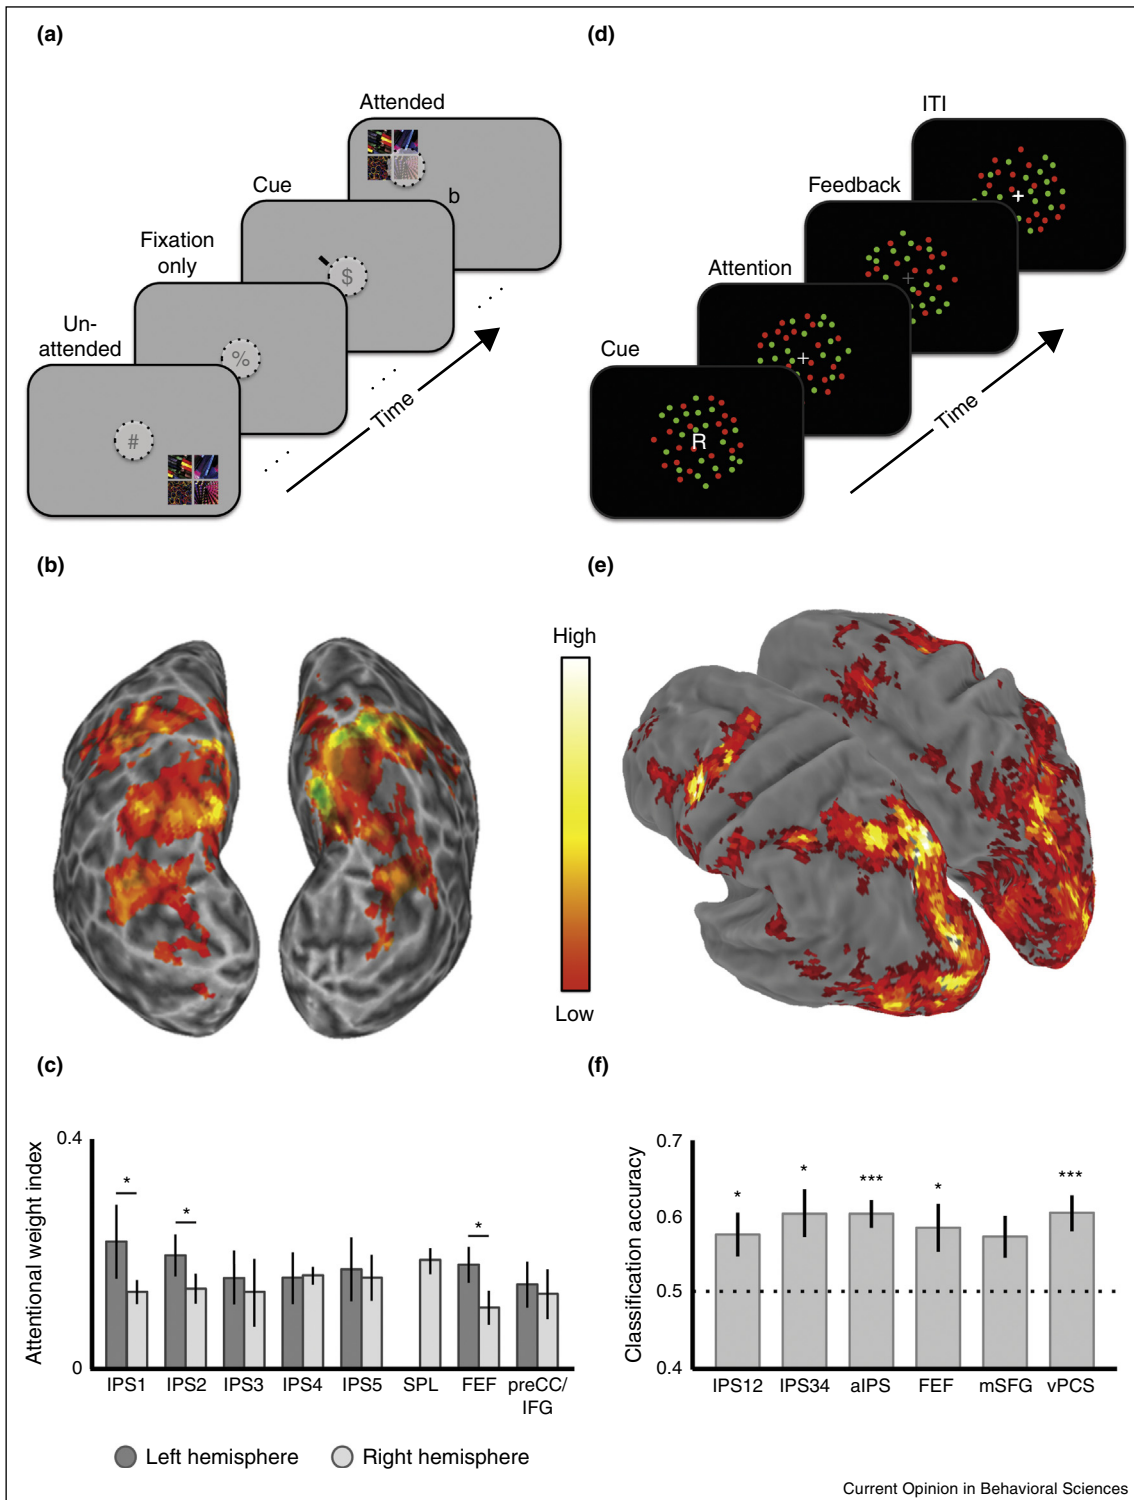 (a)
Attended
b
Cue
$
Fixation
only
%
Un-
attended
#
Time
(d)
ITI
Feedback
Attention
Cue
R
Time
(b)
High
Low
(e)
(c)
Attentional weight index
0.4
0
*
*
*
IPS1 IPS2 IPS3 IPS4 IPS5 SPL FEF preCC/
IFG
Left hemisphere Right hemisphere
(f)
Classification accuracy
0.7
0.6
0.5
0.4
* * *** * ***
IPS12 IPS34 aIPS FEF mSFG vPCS
Current Opinion in Behavioral Sciences